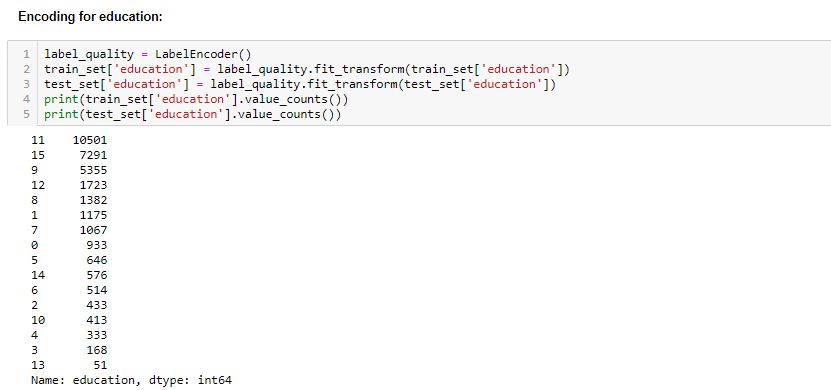 Encoding for education:
1 label_quality = LabelEncoder()
2 train_set['education'] = label_quality.fit_transform(train_set['education'])
3 test_set['education'] = label_quality.fit_transform(test_set['education'])
4 print(train_set['education'].value_counts())
5 print(test_set['education'].value_counts())
11 10501
15 7291
9 5355
12 1723
8 1382
1 1175
7 1067
0 933
5 646
14 576
6 514
2 433
10 413
4 333
3 168
13 51
Name: education, dtype: int64